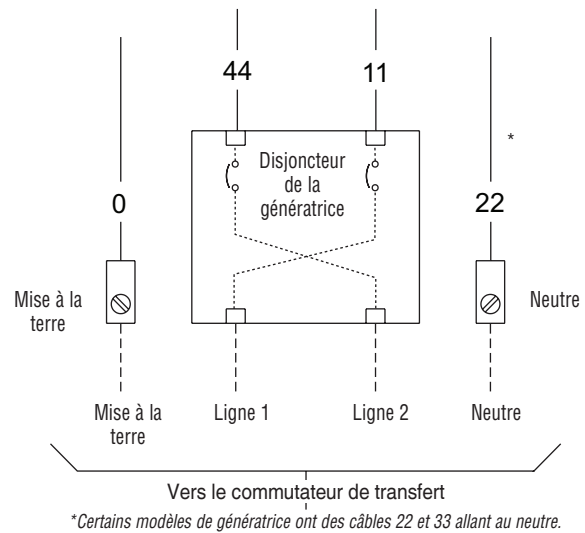 44
11
*
Disjoncteur
de la
génératrice
0
22
Mise à la
terre
Neutre
Mise à la
terre
Ligne 1
Ligne 2
Neutre
Vers le commutateur de transfert
*Certains modèles de génératrice ont des câbles 22 et 33 allant au neutre.